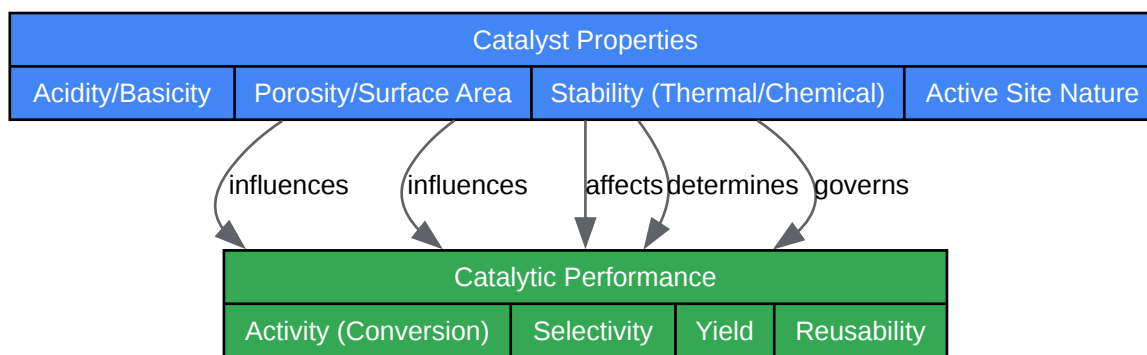 Catalyst Properties
Acidity/Basicity Porosity/Surface Area Stability (Thermal/Chemical) Active Site Nature
influences influences affects determines governs
Catalytic Performance
Activity (Conversion) Selectivity Yield Reusability